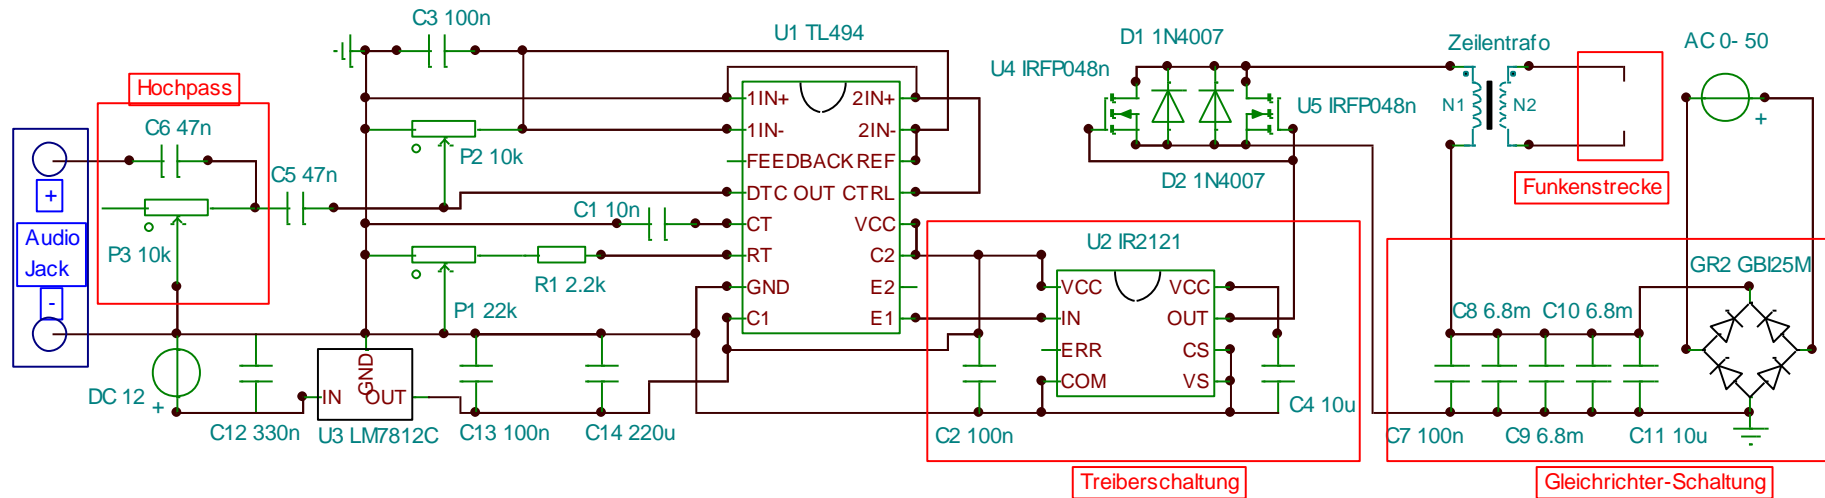 C3 100n
U1 TL494
D1 1N4007
Zeilentrafo
AC 0- 50
U4 IRFP048n
Hochpass
1IN+
2IN+
U5 IRFP048n
N1
N2
C6 47n
1IN-
2IN-
P2 10k
FEEDBACK
REF
D2 1N4007
+
+
C5 47n
DTC
OUT CTRL
Funkenstrecke
C1 10n
CT
VCC
Audio
Jack
P3 10k
RT
C2
U2 IR2121
GR2 GBI25M
R1 2.2k
GND
E2
VCC
VCC
-
P1 22k
C1
E1
IN
OUT
C8 6.8m
C10 6.8m
GND
ERR
CS
DC 12
+
IN
OUT
COM
VS
C4 10u
C12 330n
U3 LM7812C
C13 100n
C14 220u
C2 100n
C7 100n
C9 6.8m
C11 10u
Treiberschaltung
Gleichrichter-Schaltung